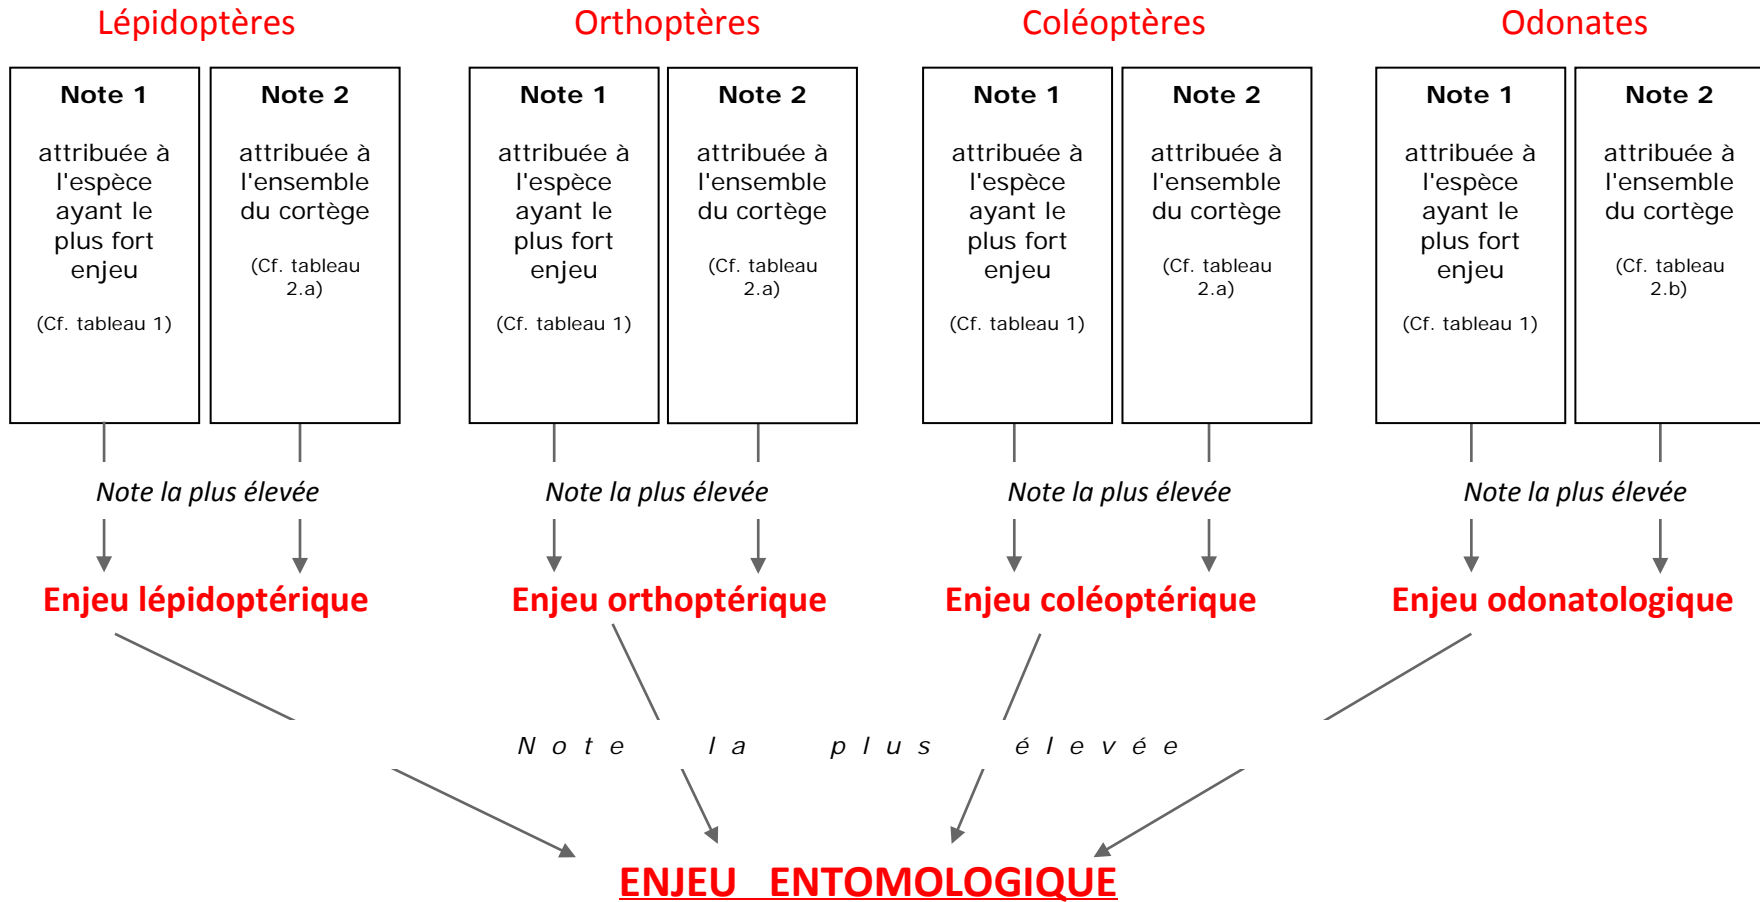 Lépidoptères
Orthoptères
Coléoptères
Odonates
Note 1
attribuée à
l'espèce
ayant le
plus fort
enjeu
(Cf. tableau 1)
Note 2
attribuée à
l'ensemble
du cortège
(Cf. tableau
2.a)
Note 1
attribuée à
l'espèce
ayant le
plus fort
enjeu
(Cf. tableau 1)
Note 2
attribuée à
l'ensemble
du cortège
(Cf. tableau
2.a)
Note 1
attribuée à
l'espèce
ayant le
plus fort
enjeu
(Cf. tableau 1)
Note 2
attribuée à
l'ensemble
du cortège
(Cf. tableau
2.a)
Note 1
attribuée à
l'espèce
ayant le
plus fort
enjeu
(Cf. tableau 1)
Note 2
attribuée à
l'ensemble
du cortège
(Cf. tableau
2.b)
Note la plus élevée
Note la plus élevée
Note la plus élevée
Note la plus élevée
Enjeu lépidoptérique
Enjeu orthoptérique
Enjeu coléoptérique
Enjeu odonatologique
Note la plus élevée
ENJEU ENTOMOLOGIQUE